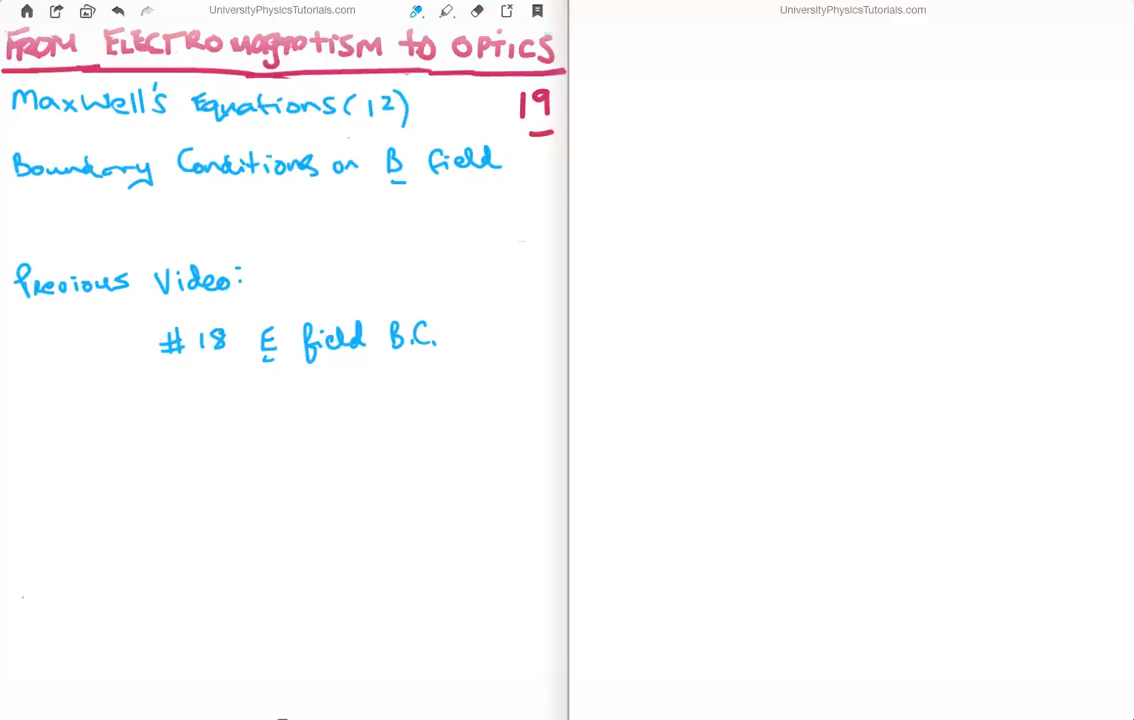 UniversityPhysicsTutorials.com
UniversityPhysicsTutorials.com
FROM ELECTROmagnetism to OPTICS
Maxwell's Equations (12) 19
Boundary Conditions on B field
Previous Video:
# 18 E field B.C.